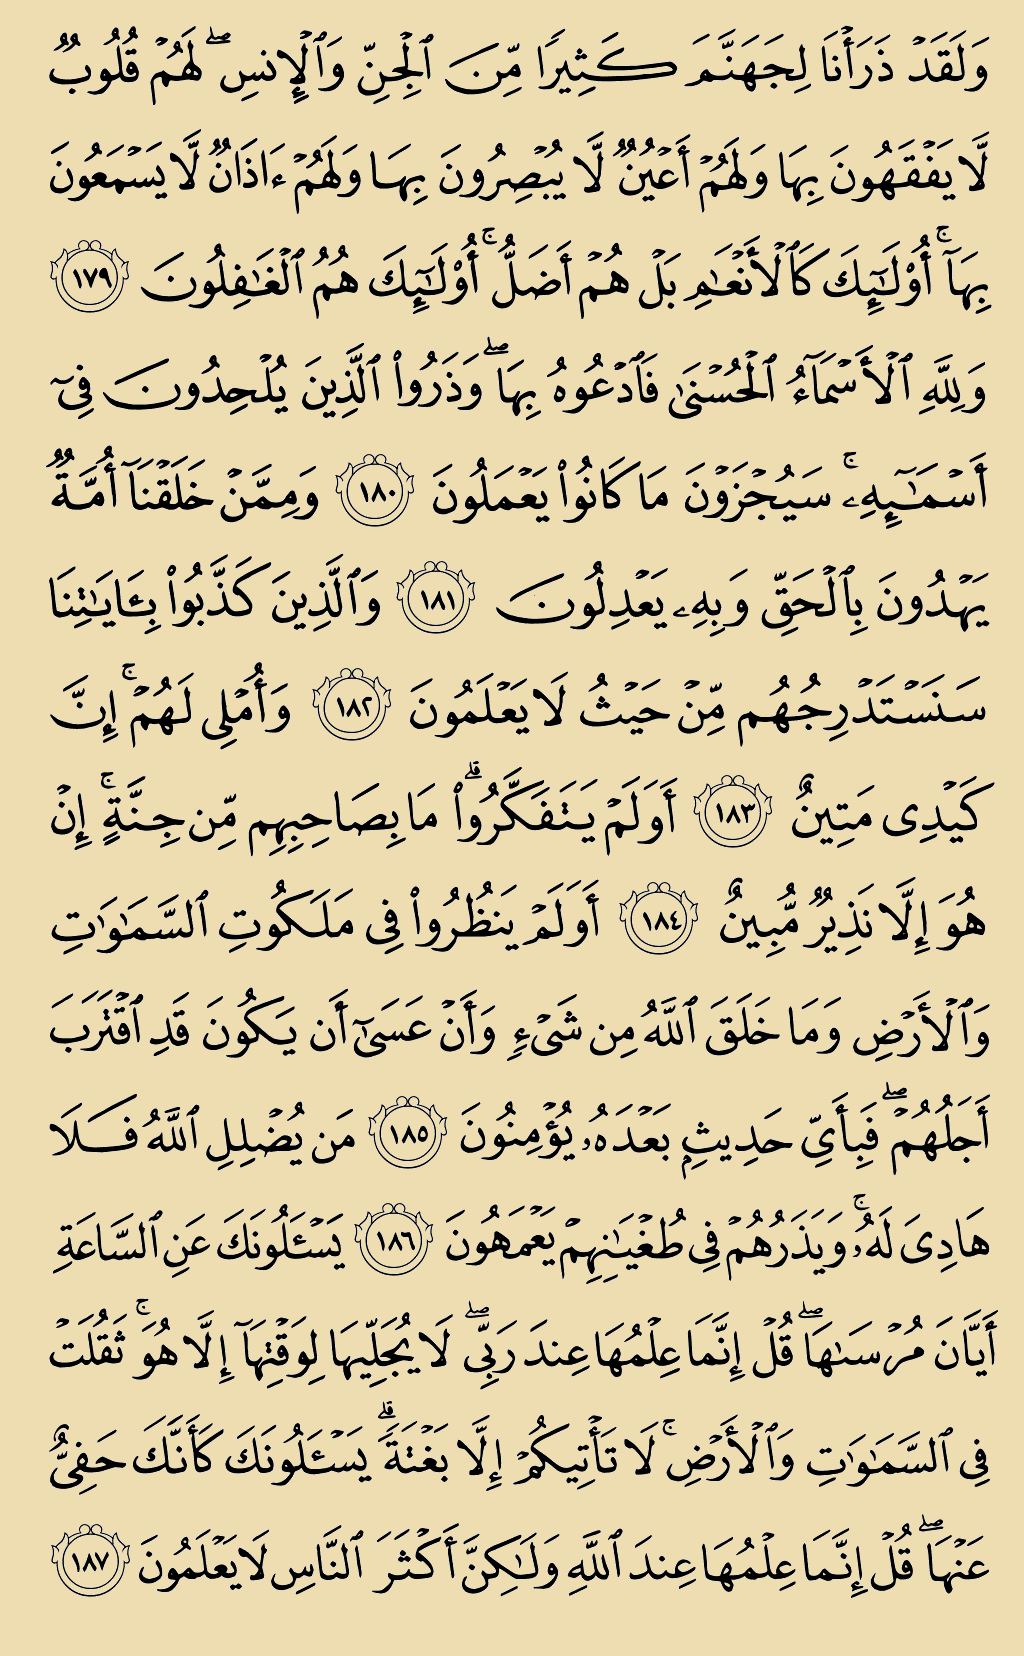 وَلَقَدْ ذَرَأْنَا لِجَهَنَّمَ كَثِيرًا مِّنَ ٱلْجِنِّ وَٱلْإِنسِ ۖ لَهُمْ قُلُوبٌ
لَّا يَفْقَهُونَ بِهَا وَلَهُمْ أَعْيُنٌ لَّا يُبْصِرُونَ بِهَا وَلَهُمْ ءَاذَانٌ لَّا يَسْمَعُونَ
بِهَآ ۚ أُو۟لَـٰٓئِكَ كَٱلْأَنْعَـٰمِ بَلْ هُمْ أَضَلُّ ۚ أُو۟لَـٰٓئِكَ هُمُ ٱلْغَـٰفِلُونَ ١٧٩
وَلِلَّهِ ٱلْأَسْمَآءُ ٱلْحُسْنَىٰ فَٱدْعُوهُ بِهَا ۖ وَذَرُوا۟ ٱلَّذِينَ يُلْحِدُونَ فِىٓ
أَسْمَـٰٓئِهِۦ ۚ سَيُجْزَوْنَ مَا كَانُوا۟ يَعْمَلُونَ ١٨٠ وَمِمَّنْ خَلَقْنَآ أُمَّةٌ
يَهْدُونَ بِٱلْحَقِّ وَبِهِۦ يَعْدِلُونَ ١٨١ وَٱلَّذِينَ كَذَّبُوا۟ بِـَٔايَـٰتِنَا
سَنَسْتَدْرِجُهُم مِّنْ حَيْثُ لَا يَعْلَمُونَ ١٨٢ وَأُمْلِى لَهُمْ ۚ إِنَّ
كَيْدِى مَتِينٌ ١٨٣ أَوَلَمْ يَتَفَكَّرُوا۟ ۗ مَا بِصَاحِبِهِم مِّن جِنَّةٍ ۚ إِنْ
هُوَ إِلَّا نَذِيرٌ مُّبِينٌ ١٨٤ أَوَلَمْ يَنظُرُوا۟ فِى مَلَكُوتِ ٱلسَّمَـٰوَٰتِ
وَٱلْأَرْضِ وَمَا خَلَقَ ٱللَّهُ مِن شَىْءٍ وَأَنْ عَسَىٰٓ أَن يَكُونَ قَدِ ٱقْتَرَبَ
أَجَلُهُمْ ۖ فَبِأَىِّ حَدِيثٍۭ بَعْدَهُۥ يُؤْمِنُونَ ١٨٥ مَن يُضْلِلِ ٱللَّهُ فَلَا
هَادِىَ لَهُۥ ۚ وَيَذَرُهُمْ فِى طُغْيَـٰنِهِمْ يَعْمَهُونَ ١٨٦ يَسْـَٔلُونَكَ عَنِ ٱلسَّاعَةِ
أَيَّانَ مُرْسَىٰهَا ۖ قُلْ إِنَّمَا عِلْمُهَا عِندَ رَبِّى ۖ لَا يُجَلِّيهَا لِوَقْتِهَآ إِلَّا هُوَ ۚ ثَقُلَتْ
فِى ٱلسَّمَـٰوَٰتِ وَٱلْأَرْضِ ۚ لَا تَأْتِيكُمْ إِلَّا بَغْتَةً ۗ يَسْـَٔلُونَكَ كَأَنَّكَ حَفِىٌّ
عَنْهَا ۖ قُلْ إِنَّمَا عِلْمُهَا عِندَ ٱللَّهِ وَلَـٰكِنَّ أَكْثَرَ ٱلنَّاسِ لَا يَعْلَمُونَ ١٨٧